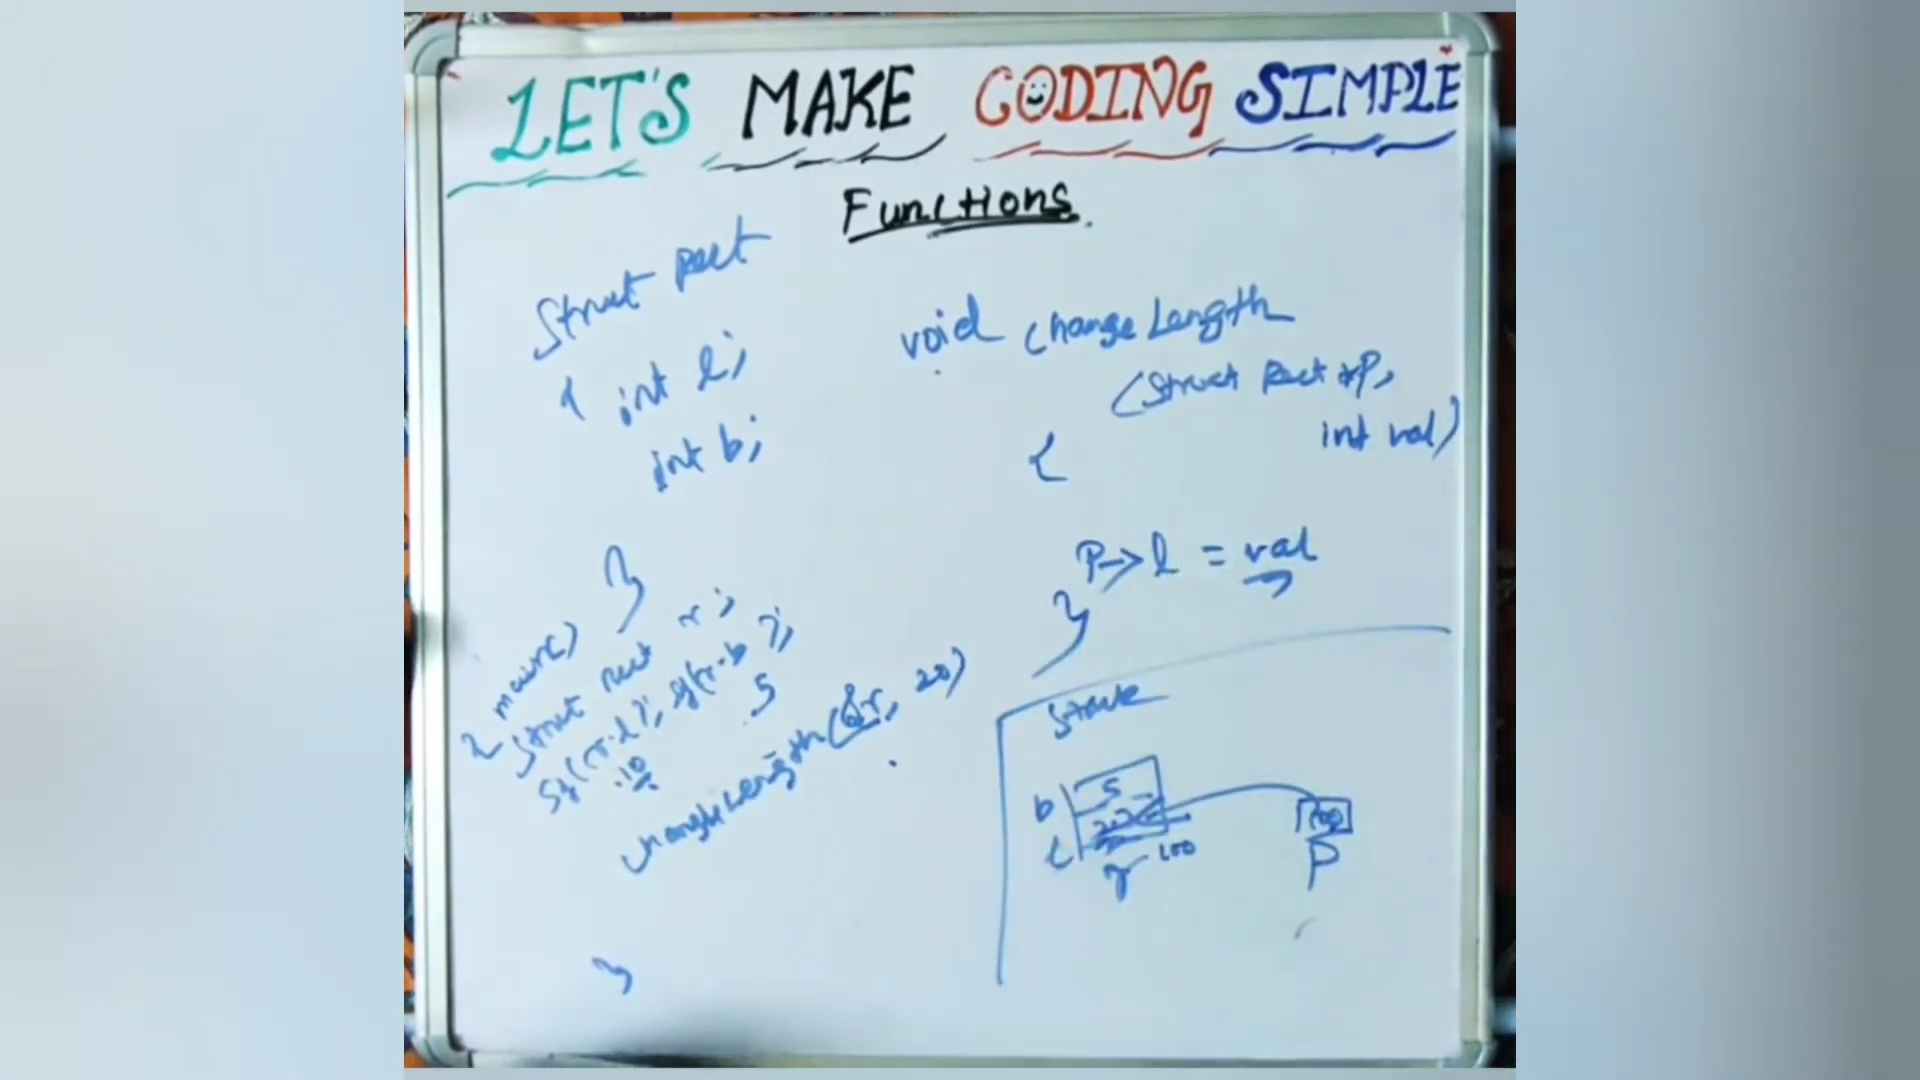 LET'S MAKE CODING SIMPLE
Functions
Struct Rect
{ int l;
int b;
}
void changeLength
(Struct Rect *P,
int val)
{
P->l = val
}
main()
{ Struct Rect r;
Sf(r.l); Sf(r.b);
10 5
changeLength(&r, 20)
}
Stack
b 5
l 20
r 100
100
P